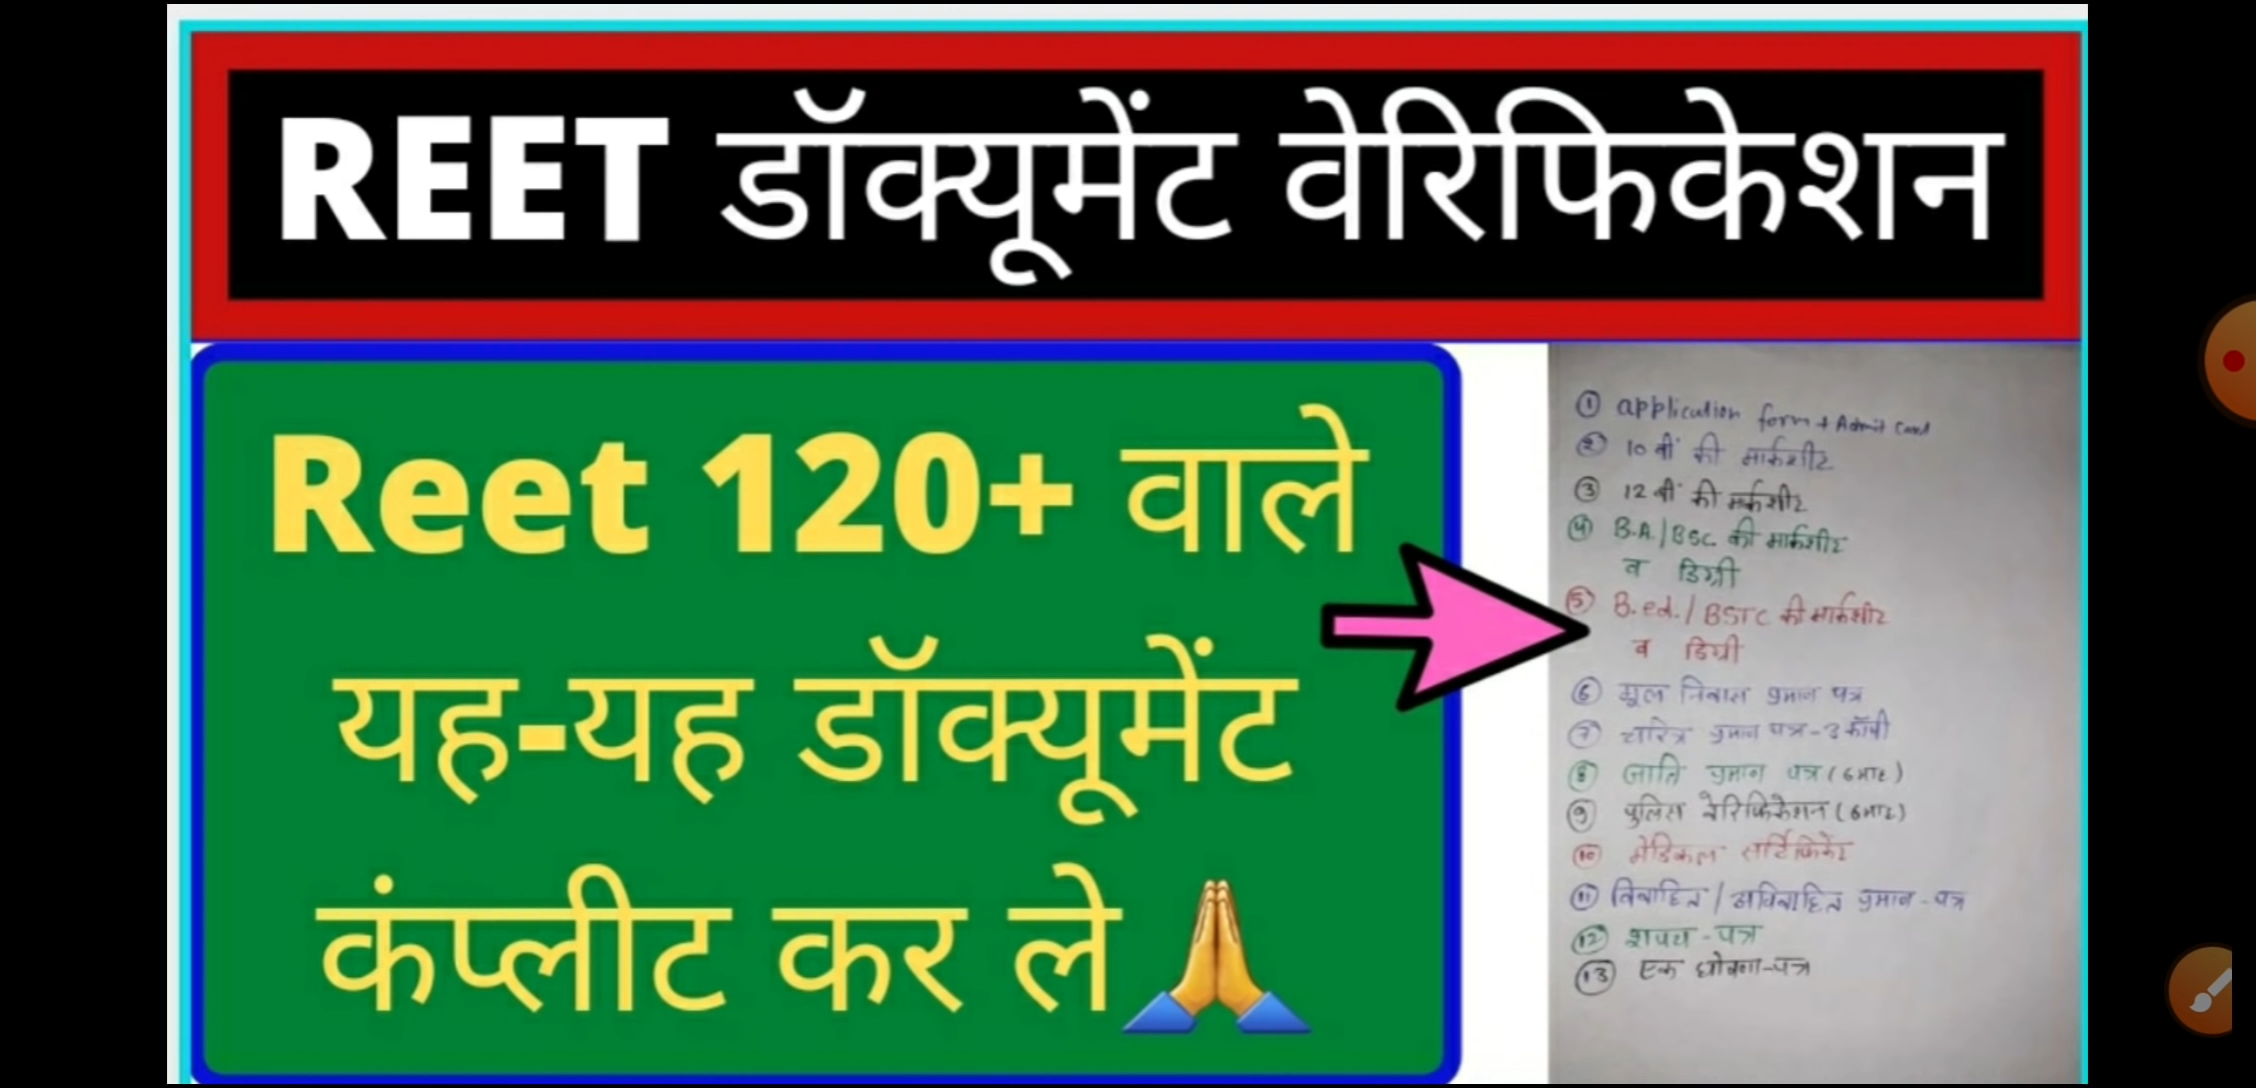 REET डॉक्यूमेंट वेरिफिकेशन
Reet 120+ वाले
यह-यह डॉक्यूमेंट
कंप्लीट कर ले
① application form + Admit Card
② 10 वीं की मार्कशीट
③ 12 वीं की मार्कशीट
④ B.A./BSc. की मार्कशीट
व डिग्री
⑤ B.ed./BSTC की मार्कशीट
व डिग्री
⑥ मूल निवास प्रमान पत्र
⑦ चारित्र प्रमान पत्र-3 कॉपी
⑧ जाति प्रमान पत्र (6 माह)
⑨ पुलिस वेरिफिकेशन (6 माह)
⑩ मेडिकल सर्टिफिकेट
⑪ विवाहित/अविवाहित प्रमान-पत्र
⑫ शपथ-पत्र
⑬ एक घोषणा-पत्र